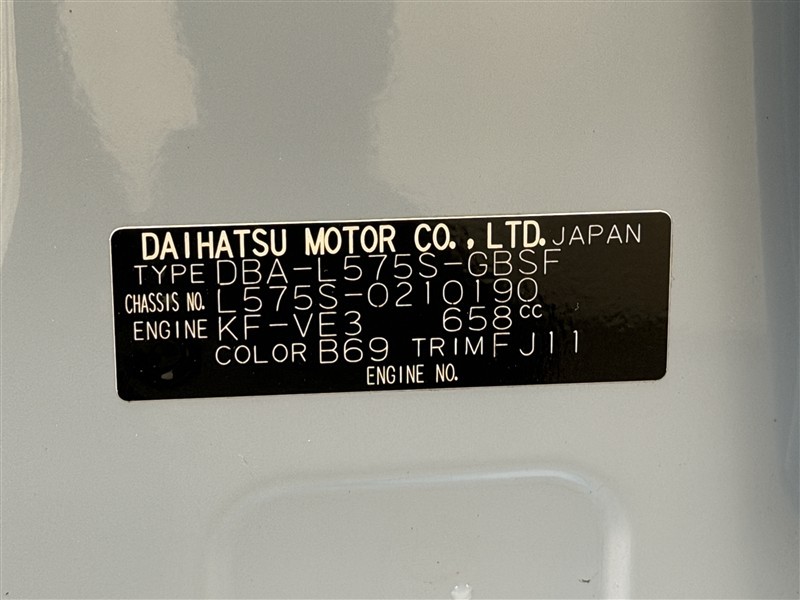 DAIHATSU MOTOR CO., LTD. JAPAN
TYPE DBA-L575S-GBSF
CHASSIS NO. L575S-0210190
ENGINE KF-VE3 658cc
COLOR B69 TRIM FJ11
ENGINE NO.